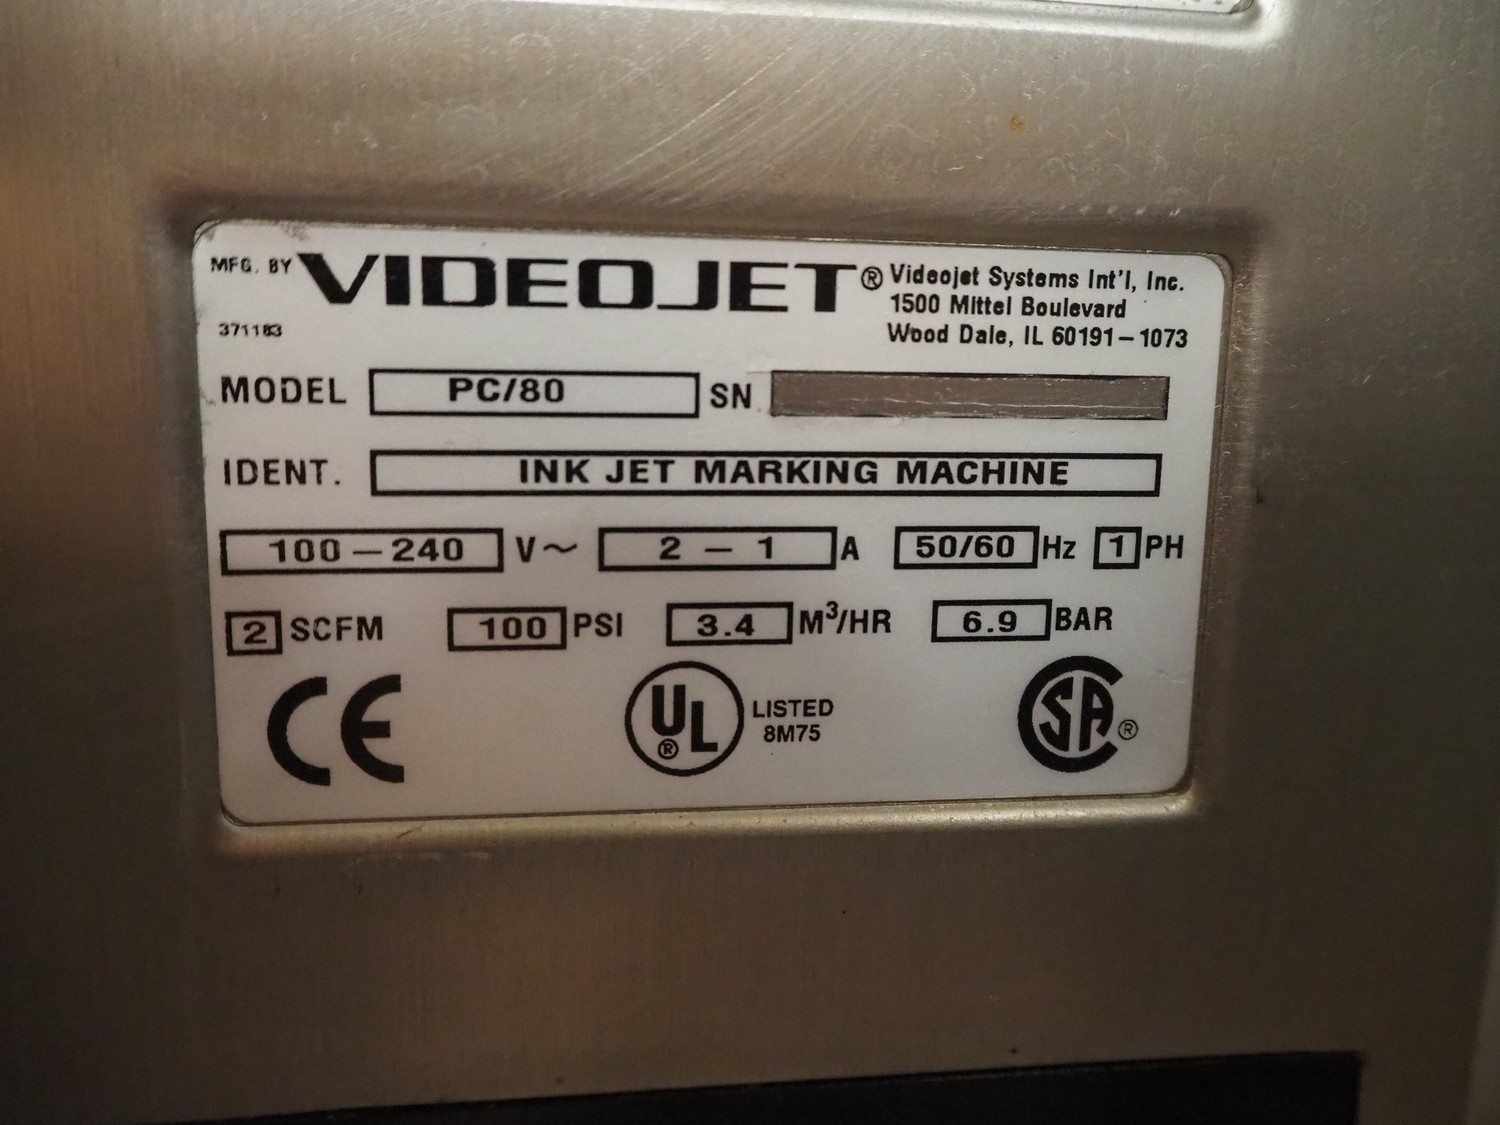 MFG. BY VIDEOJET® Videojet Systems Int'l, Inc.
1500 Mittel Boulevard
371183 Wood Dale, IL 60191-1073
MODEL PC/80 SN
IDENT. INK JET MARKING MACHINE
100-240 V~ 2 - 1 A 50/60 Hz 1 PH
2 SCFM 100 PSI 3.4 M³/HR 6.9 BAR
CE UL® LISTED SA®
8M75